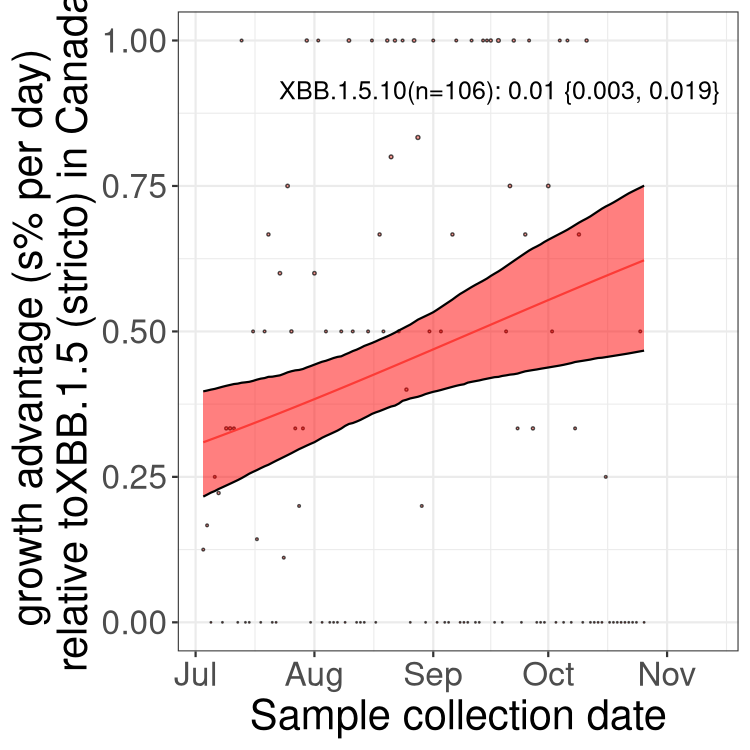 growth advantage (s% per day)
relative toXBB.1.5 (stricto) in Canada
1.00
0.75
0.50
0.25
0.00
XBB.1.5.10(n=106): 0.01 {0.003, 0.019}
Jul Aug Sep Oct Nov
Sample collection date